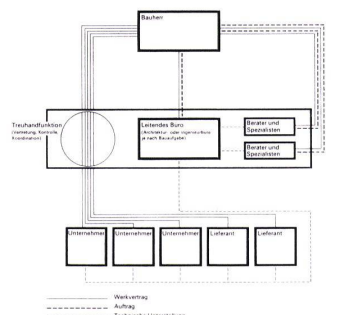 Bauherr
Treuhandfunktion
(Vertretung, Kontrolle,
Koordination)
Leitendes Büro
(Architektur- oder Ingenieurbüro
je nach Bauaufgabe)
Berater und
Spezialisten
Berater und
Spezialisten
Unternehmer
Unternehmer
Unternehmer
Lieferant
Lieferant
Werkvertrag
Auftrag